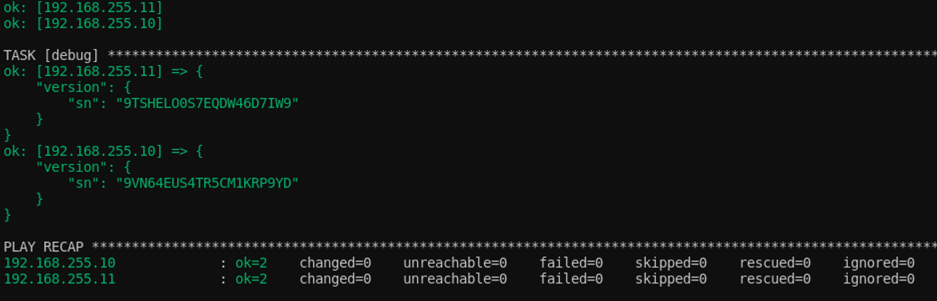 ok: [192.168.255.11]
ok: [192.168.255.10]
TASK [debug] ********************************************************************************************************
ok: [192.168.255.11] => {
    "version": {
        "sn": "9TSHELO0S7EQDW46D7IW9"
    }
}
ok: [192.168.255.10] => {
    "version": {
        "sn": "9VN64EUS4TR5CM1KRP9YD"
    }
}
PLAY RECAP **********************************************************************************************************
192.168.255.10             : ok=2    changed=0    unreachable=0    failed=0    skipped=0    rescued=0    ignored=0
192.168.255.11             : ok=2    changed=0    unreachable=0    failed=0    skipped=0    rescued=0    ignored=0